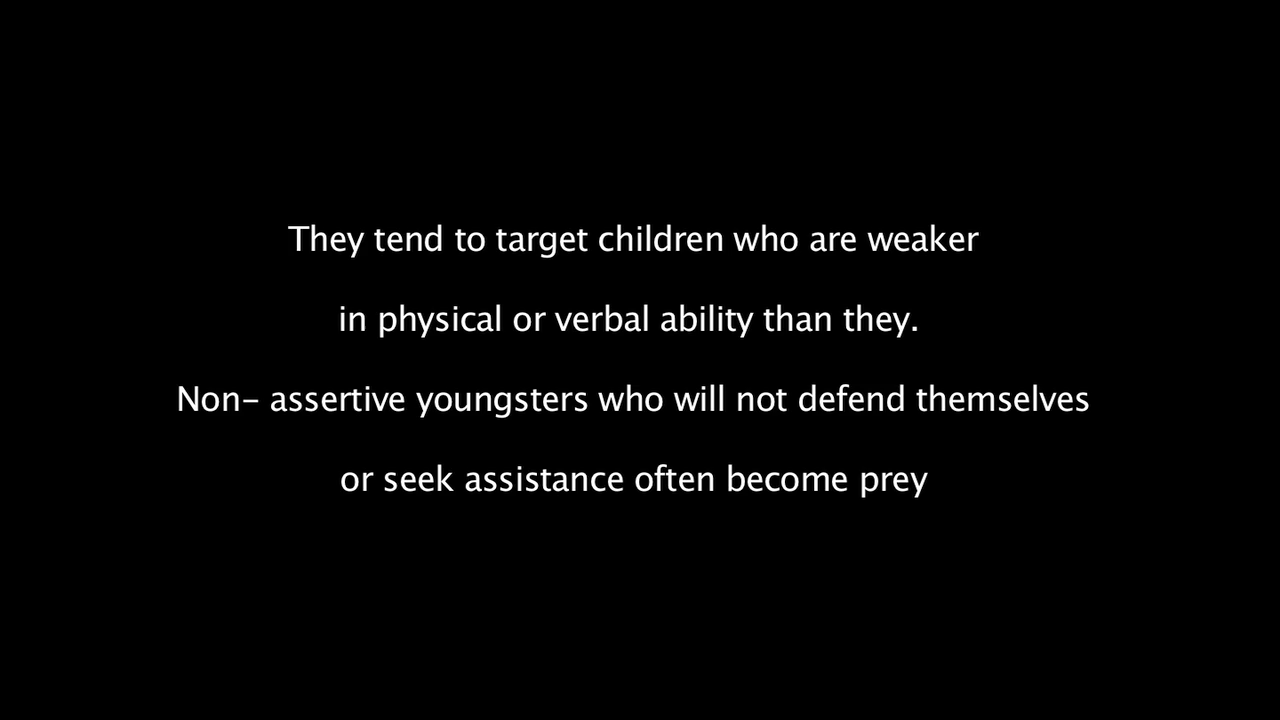 They tend to target children who are weaker
in physical or verbal ability than they.
Non- assertive youngsters who will not defend themselves
or seek assistance often become prey